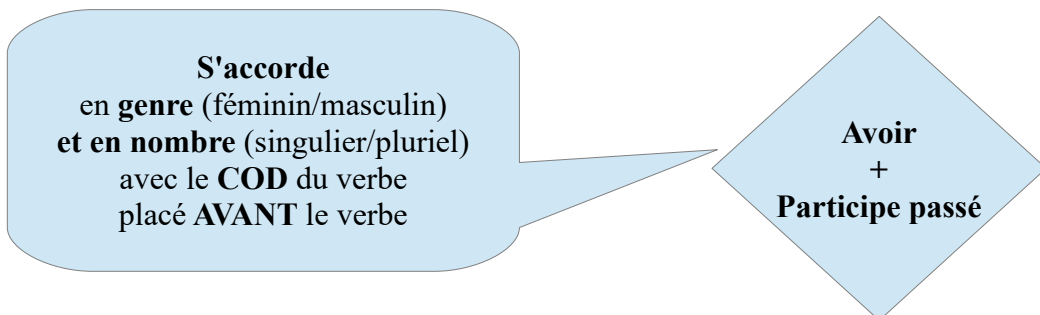 S'accorde
en genre (féminin/masculin)
et en nombre (singulier/pluriel)
avec le COD du verbe
placé AVANT le verbe
Avoir
+
Participe passé